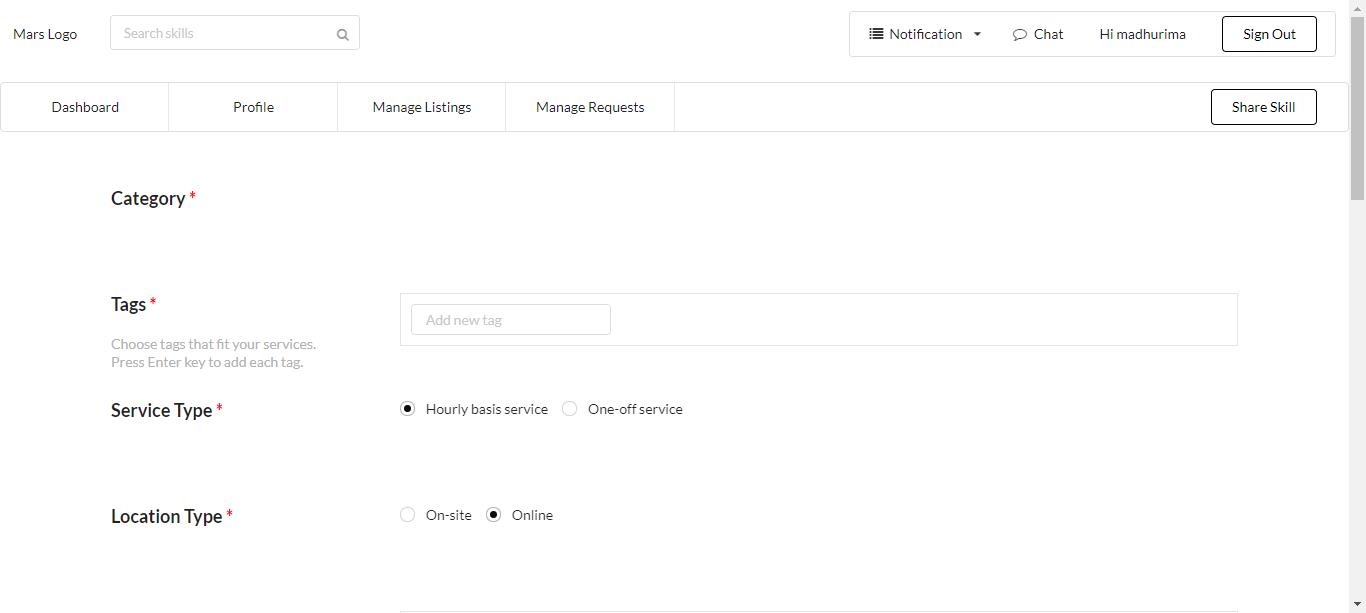 Mars Logo
Search skills
Notification
Chat
Hi madhurima
Sign Out
Dashboard
Profile
Manage Listings
Manage Requests
Share Skill
Category *
Tags *
Add new tag
Choose tags that fit your services.
Press Enter key to add each tag.
Service Type *
Hourly basis service
One-off service
Location Type *
On-site
Online